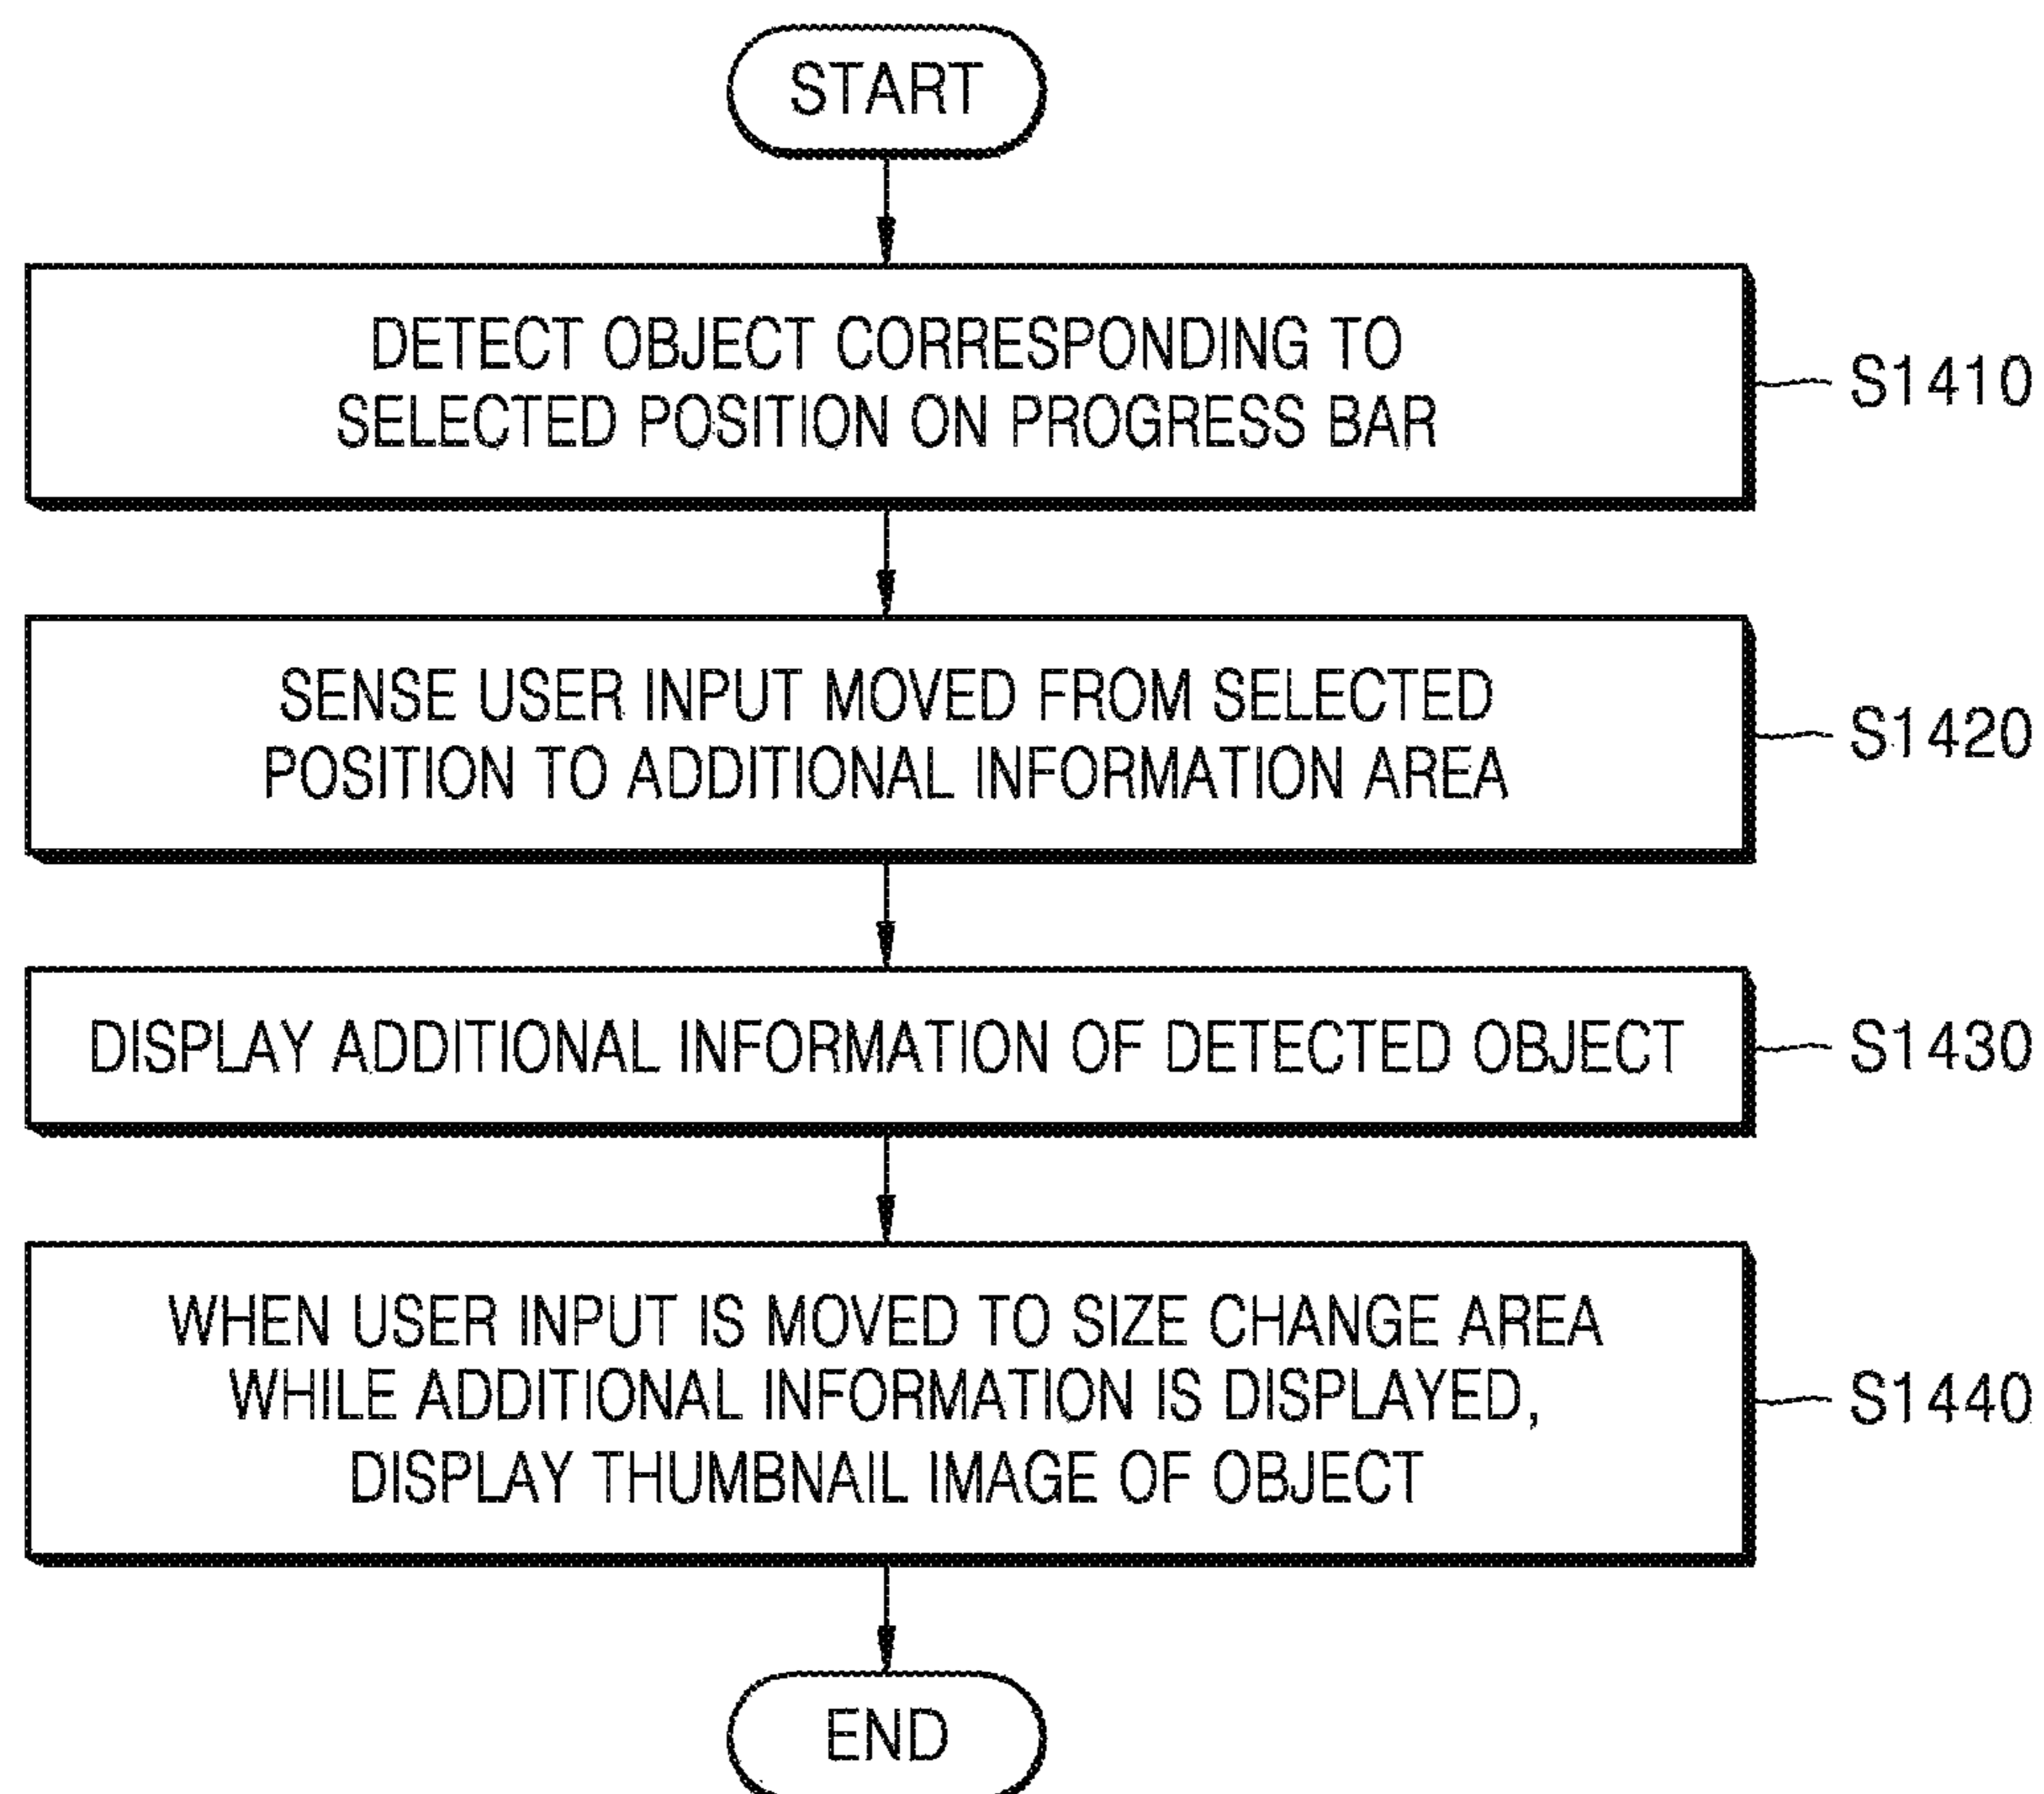 START
DETECT OBJECT CORRESPONDING TO
SELECTED POSITION ON PROGRESS BAR
S1410
SENSE USER INPUT MOVED FROM SELECTED
POSITION TO ADDITIONAL INFORMATION AREA
S1420
DISPLAY ADDITIONAL INFORMATION OF DETECTED OBJECT
S1430
WHEN USER INPUT IS MOVED TO SIZE CHANGE AREA
WHILE ADDITIONAL INFORMATION IS DISPLAYED,
DISPLAY THUMBNAIL IMAGE OF OBJECT
S1440
END